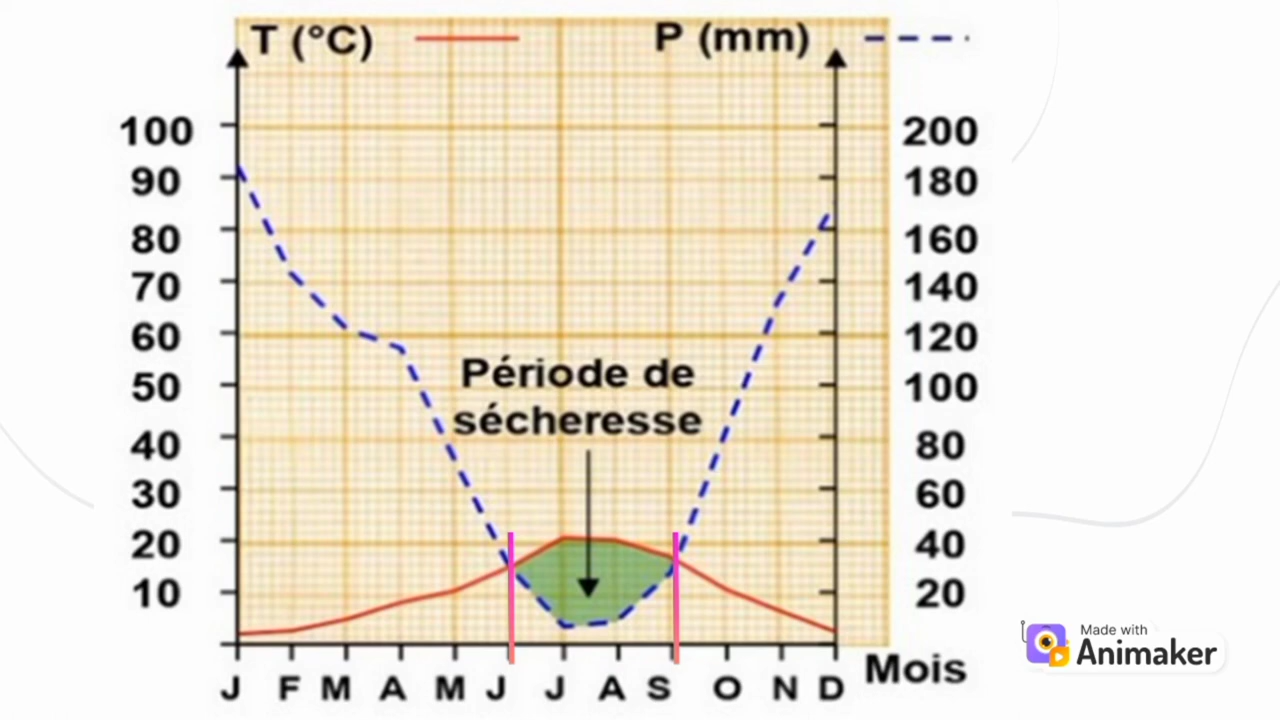 T (°C) P (mm)
100 200
90 180
80 160
70 140
60 120
Période de
50 100
sécheresse
40 80
30 60
20 40
10 20
J F M A M J J A S O N D Mois
Made with
Animaker